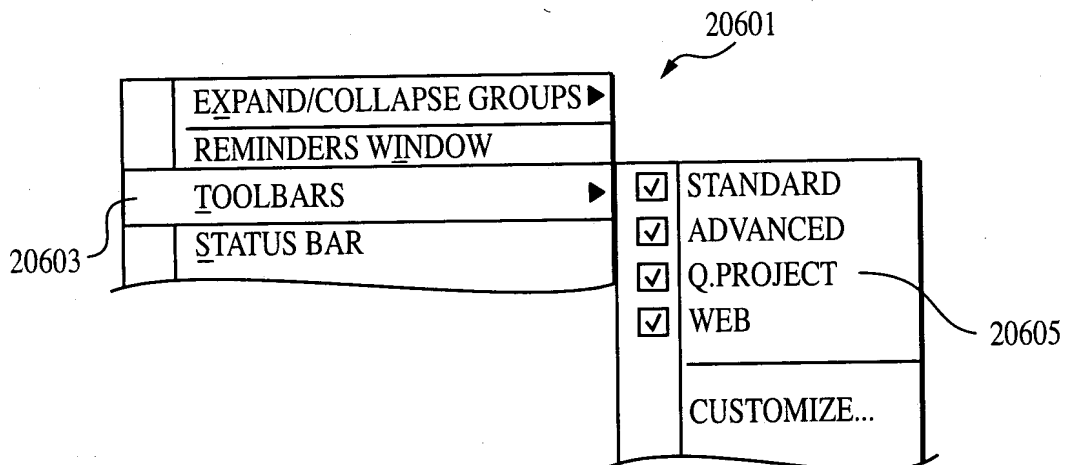 20601
EXPAND/COLLAPSE GROUPS
REMINDERS WINDOW
TOOLBARS
STATUS BAR
20603
STANDARD
ADVANCED
Q.PROJECT
WEB
20605
CUSTOMIZE...